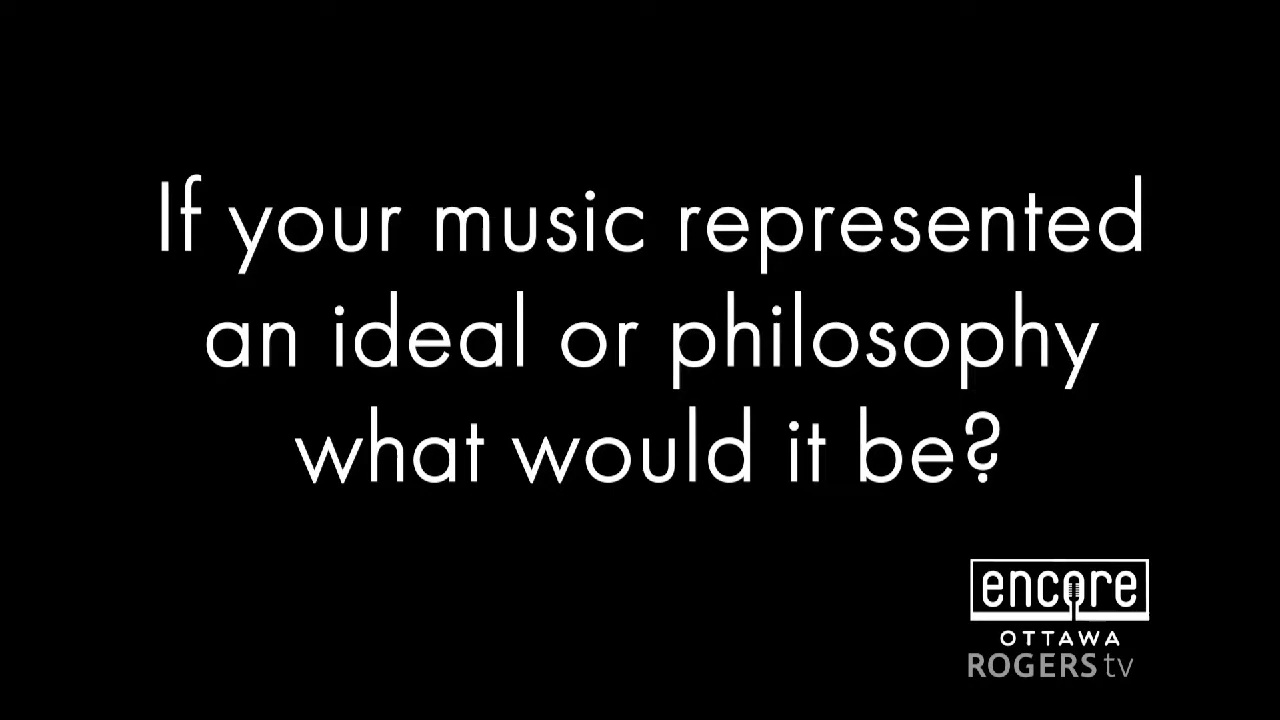 If your music represented
an ideal or philosophy
what would it be?
encore
OTTAWA
ROGERS tv